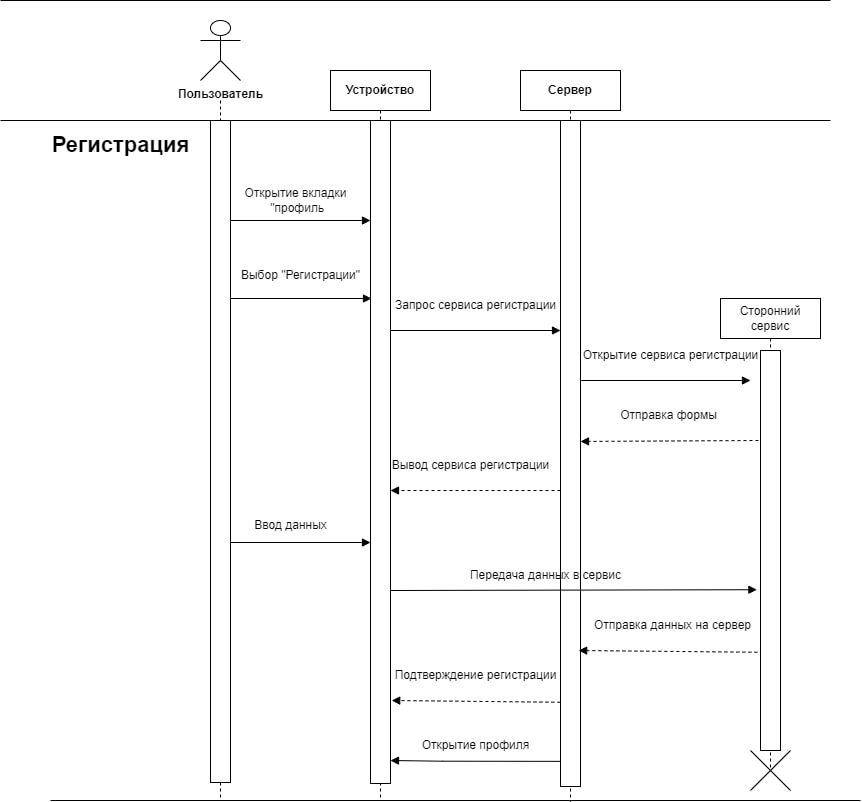 Пользователь
Устройство
Сервер
Регистрация
Открытие вкладки
"профиль
Выбор "Регистрации"
Запрос сервиса регистрации
Сторонний
сервис
Открытие сервиса регистрации
Отправка формы
Вывод сервиса регистрации
Ввод данных
Передача данных в сервис
Отправка данных на сервер
Подтверждение регистрации
Открытие профиля